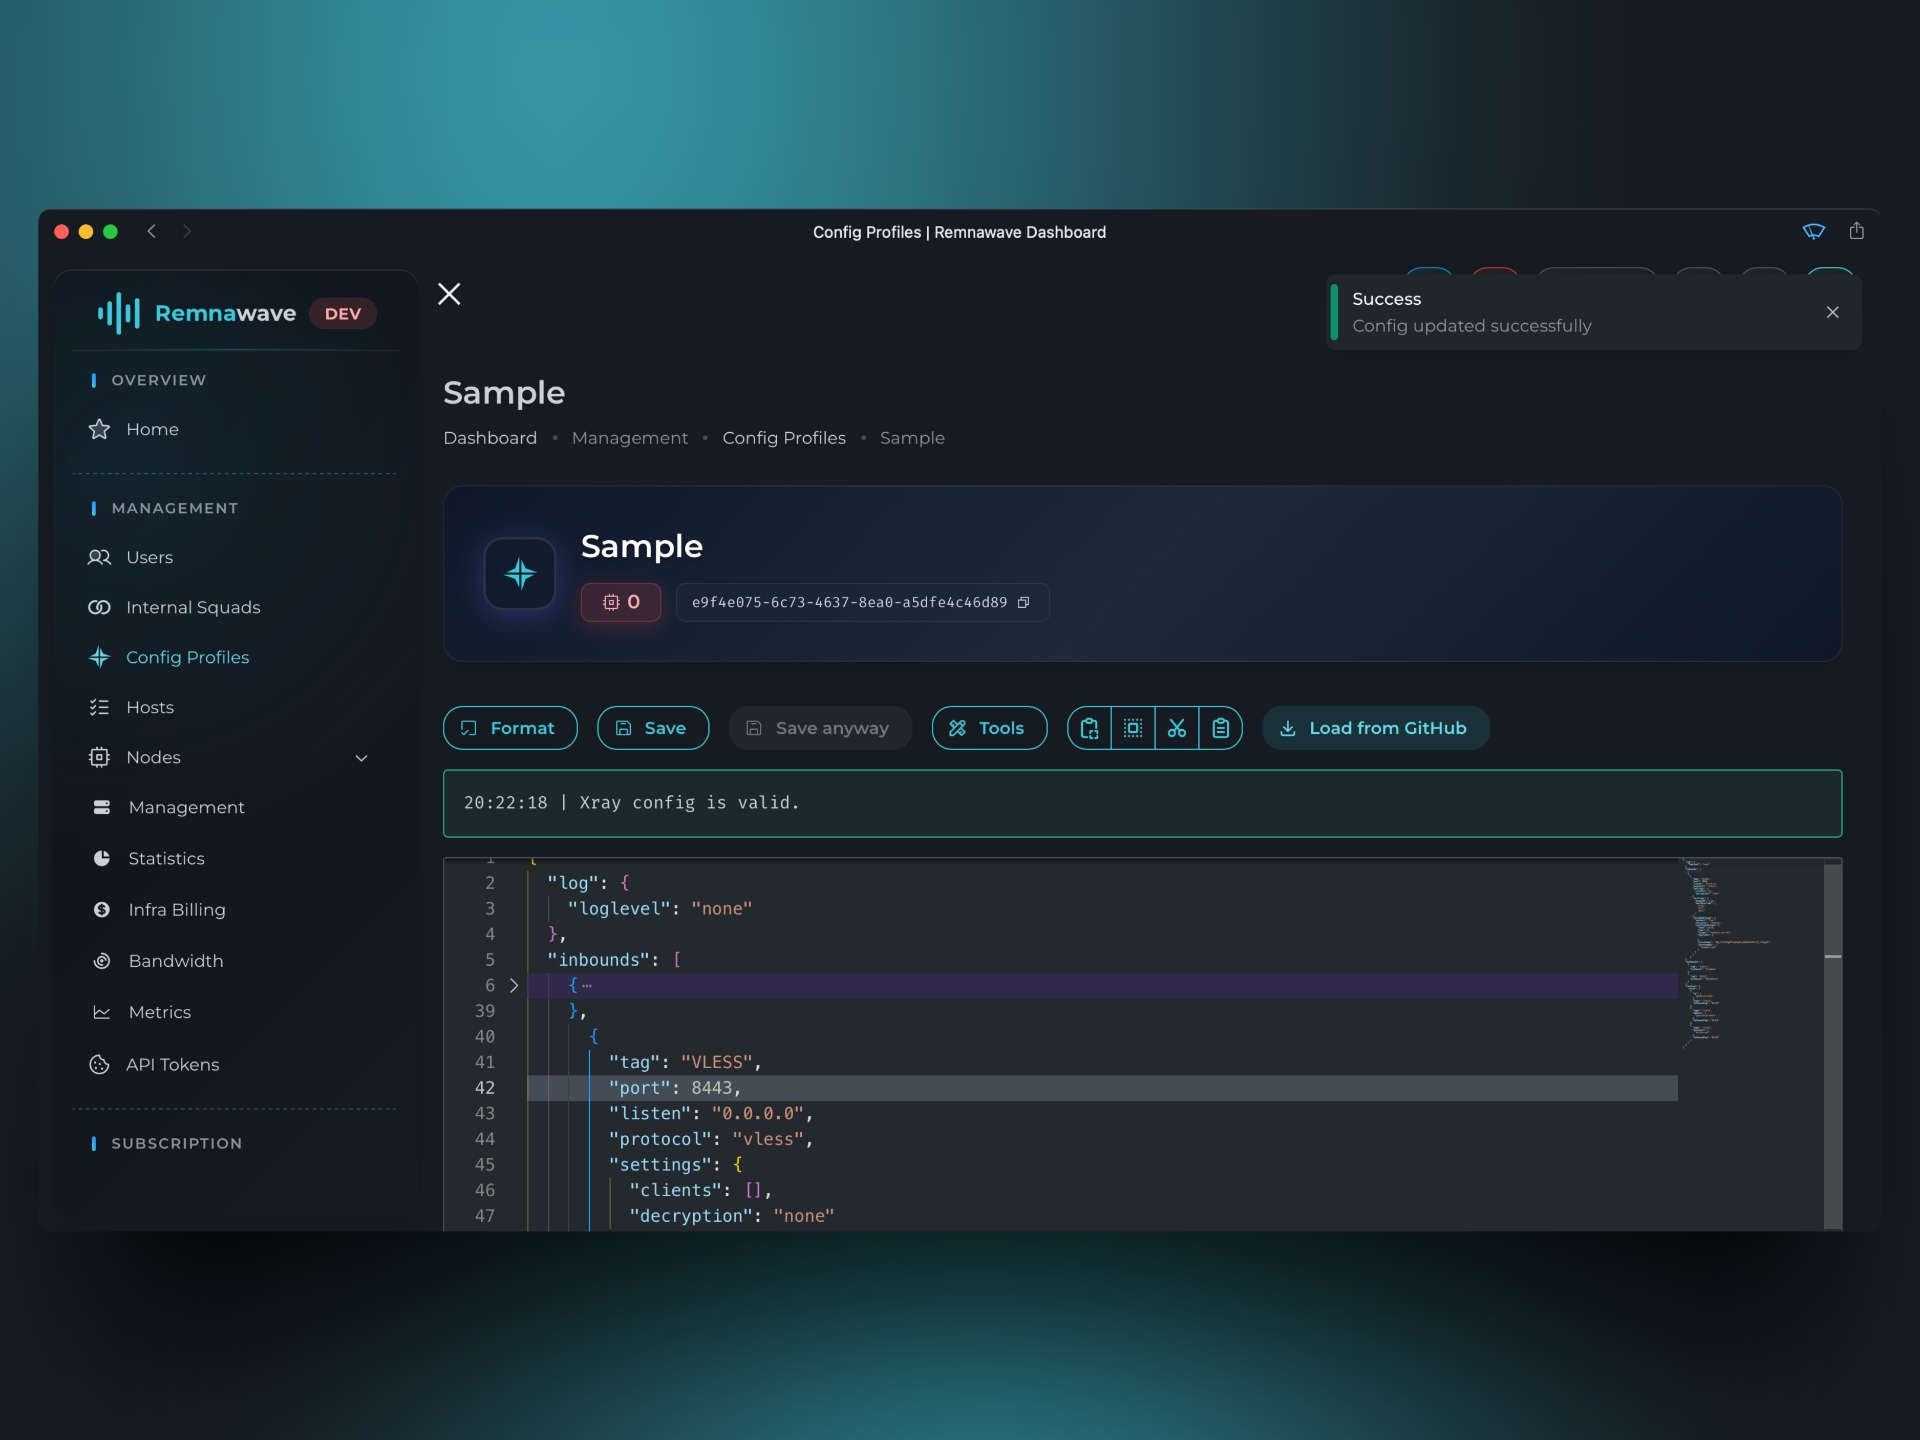 Config Profiles | Remnawave Dashboard
Remnawave DEV
OVERVIEW
Home
MANAGEMENT
Users
Internal Squads
Config Profiles
Hosts
Nodes
Management
Statistics
Infra Billing
Bandwidth
Metrics
API Tokens
SUBSCRIPTION
Success
Config updated successfully
Sample
Dashboard • Management • Config Profiles • Sample
Sample
0 e9f4e075-6c73-4637-8ea0-a5dfe4c46d89
Format Save Save anyway Tools Load from GitHub
20:22:18 | Xray config is valid.
1 {
2 "log": {
3 "loglevel": "none"
4 },
5 "inbounds": [
6 { ⋯
39 },
40 {
41 "tag": "VLESS",
42 "port": 8443,
43 "listen": "0.0.0.0",
44 "protocol": "vless",
45 "settings": {
46 "clients": [],
47 "decryption": "none"